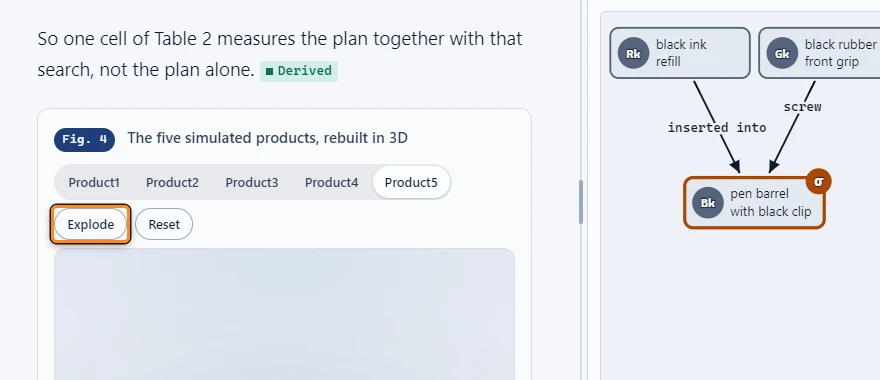 So one cell of Table 2 measures the plan together with that
search, not the plan alone. Derived
Fig. 4 The five simulated products, rebuilt in 3D
Product1 Product2 Product3 Product4 Product5
Explode Reset
Rk black ink
refill
Gk black rubber
front grip
screw
inserted into
σ
Bk pen barrel
with black clip